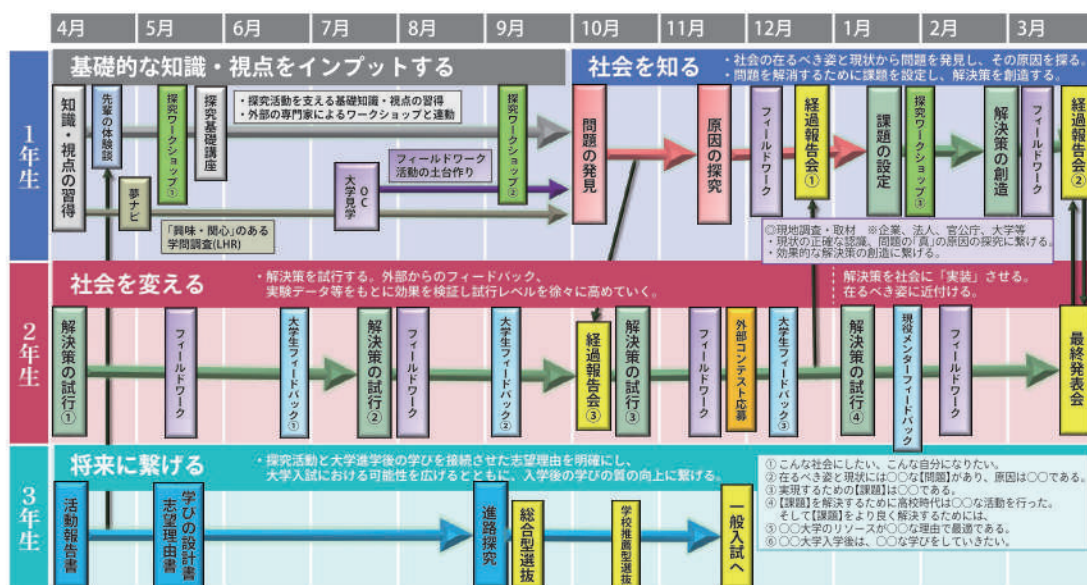 4月 5月 6月 7月 8月 9月 10月 11月 12月 1月 2月 3月
1年生
基礎的な知識・視点をインプットする
社会を知る
・社会の在るべき姿と現状から問題を発見し、その原因を探る。
・問題を解消するために課題を設定し、解決策を創造する。
知識・視点の習得
先輩の体験談
夢ナビ
探究ワークショップ①
探究基礎講座
・探究活動を支える基礎知識・視点の習得
・外部の専門家によるワークショップと連動
「興味・関心」のある
学問調査(LHR)
OC
大学見学
フィールドワーク
活動の土台作り
探究ワークショップ②
問題の発見
原因の探究
フィールドワーク
経過報告会①
課題の設定
探究ワークショップ③
解決策の創造
フィールドワーク
経過報告会②
◎現地調査・取材 ※企業、法人、官公庁、大学等
・現状の正確な認識、問題の「真」の原因の探究に繋げる。
・効果的な解決策の創造に繋げる。
2年生
社会を変える
・解決策を試行する。外部からのフィードバック、
実験データ等をもとに効果を検証し試行レベルを徐々に高めていく。
解決策を社会に「実装」させる。
在るべき姿に近付ける。
解決策の試行①
フィールドワーク
大学生フィードバック①
解決策の試行②
フィールドワーク
大学生フィードバック②
経過報告会③
解決策の試行③
フィールドワーク
外部コンテスト応募
大学生フィードバック③
解決策の試行④
現役メンターフィードバック
フィールドワーク
最終発表会
3年生
将来に繋げる
・探究活動と大学進学後の学びを接続させた志望理由を明確にし、
大学入試における可能性を広げるとともに、入学後の学びの質の向上に繋げる。
活動報告書
学びの設計書
志望理由書
進路探究
総合型選抜
学校推薦型選抜
一般入試へ
① こんな社会にしたい、こんな自分になりたい。
② 在るべき姿と現状には○○な【問題】があり、原因は○○である。
③ 実現するための【課題】は○○である。
④ 【課題】を解決するために高校時代は○○な活動を行った。
そして【課題】をより良く解決するためには、
⑤ ○○大学のリソースが○○な理由で最適である。
⑥ ○○大学入学後は、○○な学びをしていきたい。